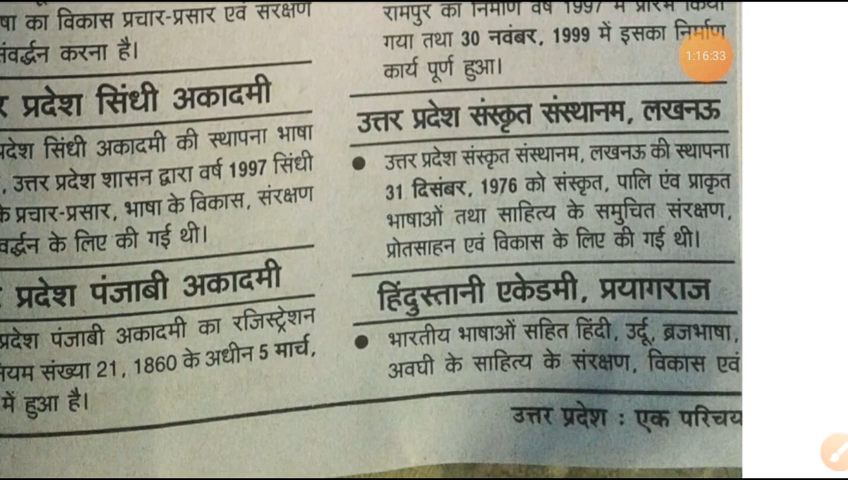 षा का विकास प्रचार-प्रसार एवं सरक्षण
संवर्द्धन करना है।
र प्रदेश सिंधी अकादमी
प्रदेश सिंधी अकादमी की स्थापना भाषा
, उत्तर प्रदेश शासन द्वारा वर्ष 1997 सिंधी
के प्रचार-प्रसार, भाषा के विकास, संरक्षण
वर्द्धन के लिए की गई थी।
प्रदेश पंजाबी अकादमी
प्रदेश पंजाबी अकादमी का रजिस्ट्रेशन
नियम संख्या 21, 1860 के अधीन 5 मार्च,
में हुआ है।
रामपुर का निर्माण वर्ष 1997 में प्रारंभ किया
गया तथा 30 नवंबर, 1999 में इसका निर्माण
कार्य पूर्ण हुआ।
1:16:33
उत्तर प्रदेश संस्कृत संस्थानम, लखनऊ
● उत्तर प्रदेश संस्कृत संस्थानम, लखनऊ की स्थापना
31 दिसंबर, 1976 को संस्कृत, पालि एंव प्राकृत
भाषाओं तथा साहित्य के समुचित संरक्षण,
प्रोतसाहन एवं विकास के लिए की गई थी।
हिंदुस्तानी एकेडमी, प्रयागराज
● भारतीय भाषाओं सहित हिंदी, उर्दू, ब्रजभाषा,
अवघी के साहित्य के संरक्षण, विकास एवं
उत्तर प्रदेश : एक परिचय